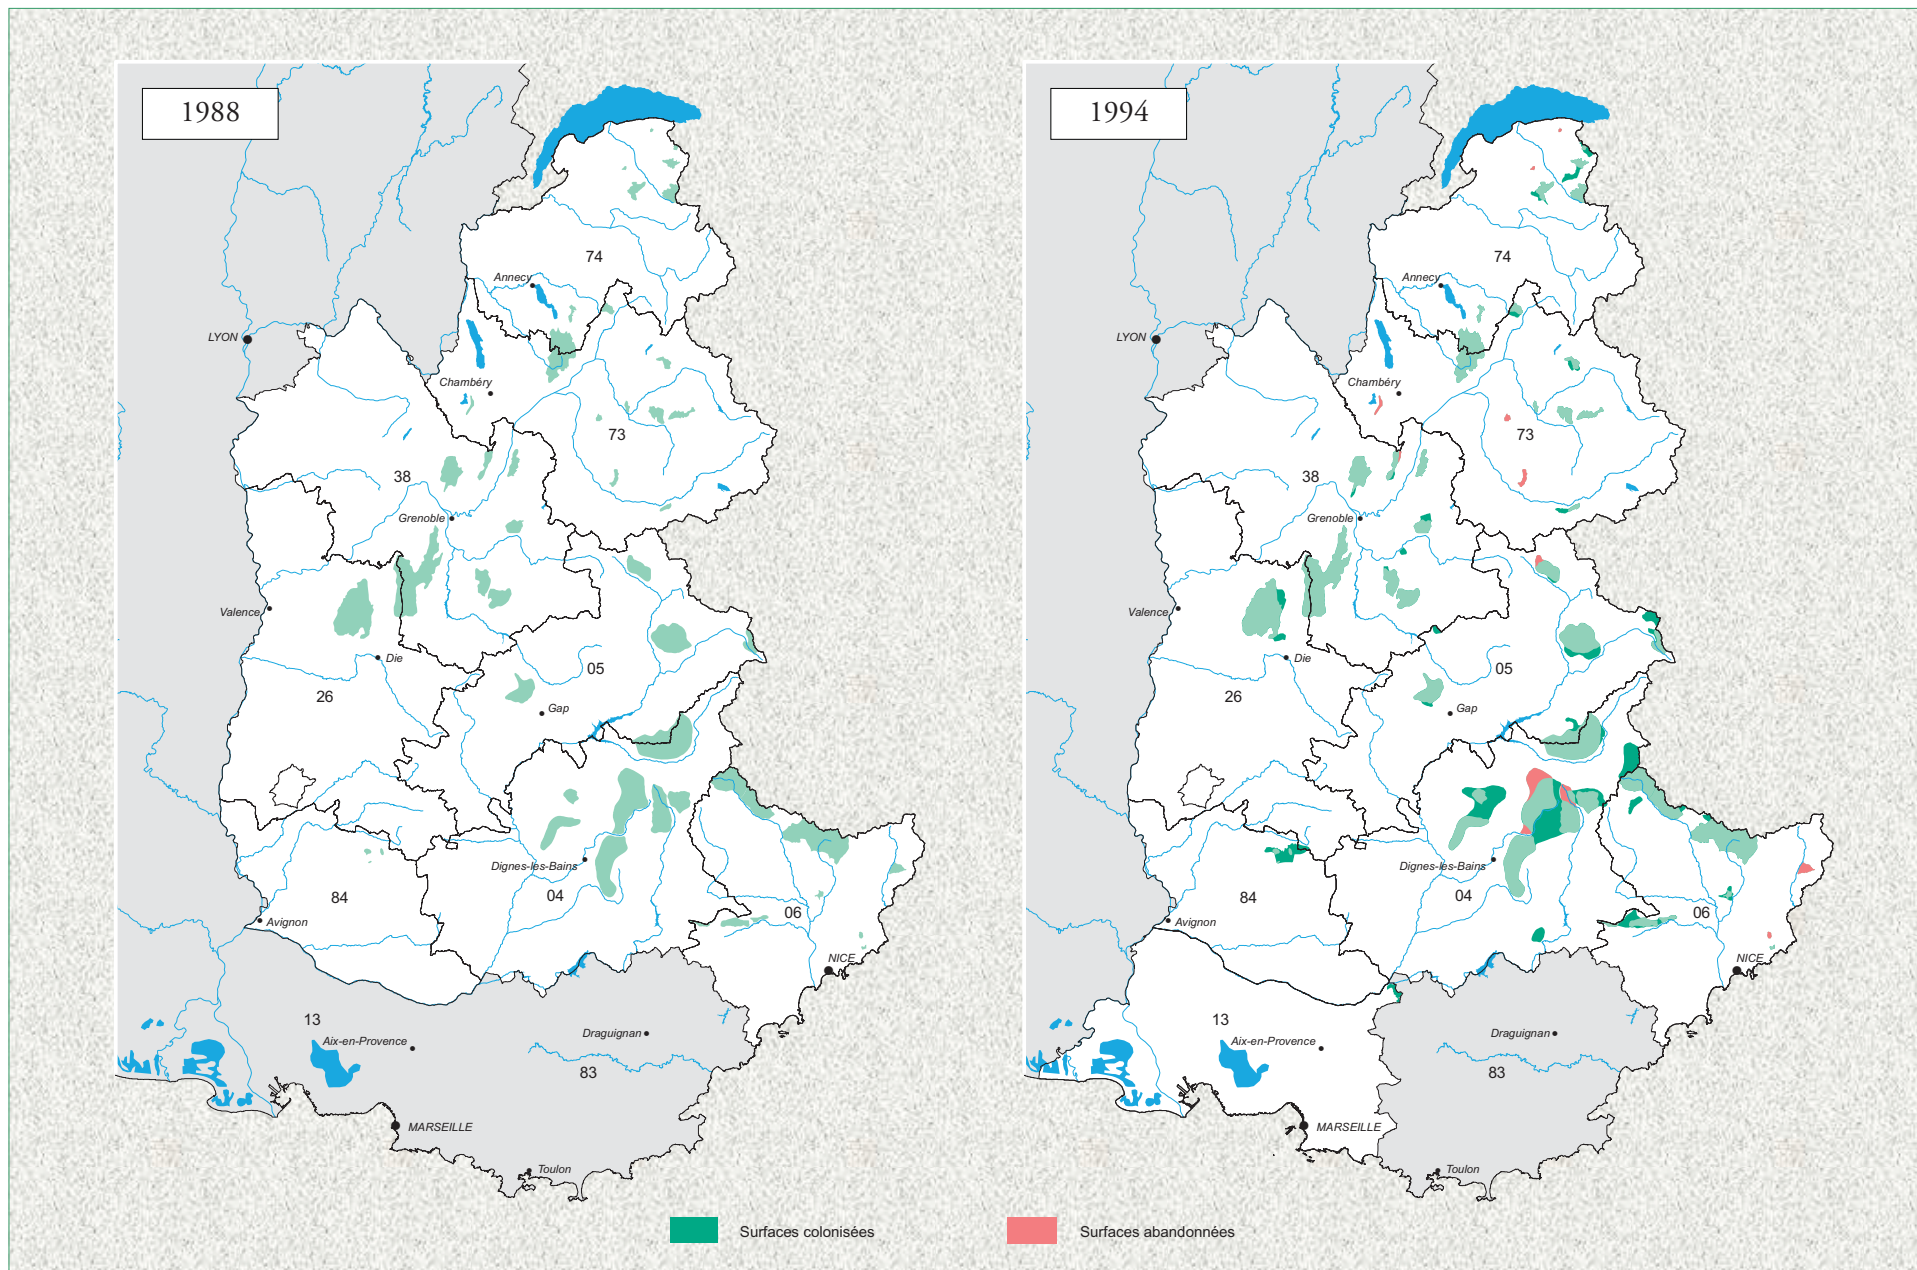 1988
74
Annecy
LYON
Chambéry
73
38
Grenoble
Valence
Die
05
26
Gap
Dignes-les-Bains
04
84
06
Avignon
NICE
13
Aix-en-Provence
Draguignan
83
MARSEILLE
Toulon
1994
74
Annecy
LYON
Chambéry
73
38
Grenoble
Valence
Die
05
26
Gap
Dignes-les-Bains
04
84
06
Avignon
NICE
13
Aix-en-Provence
Draguignan
83
MARSEILLE
Toulon
Surfaces colonisées
Surfaces abandonnées